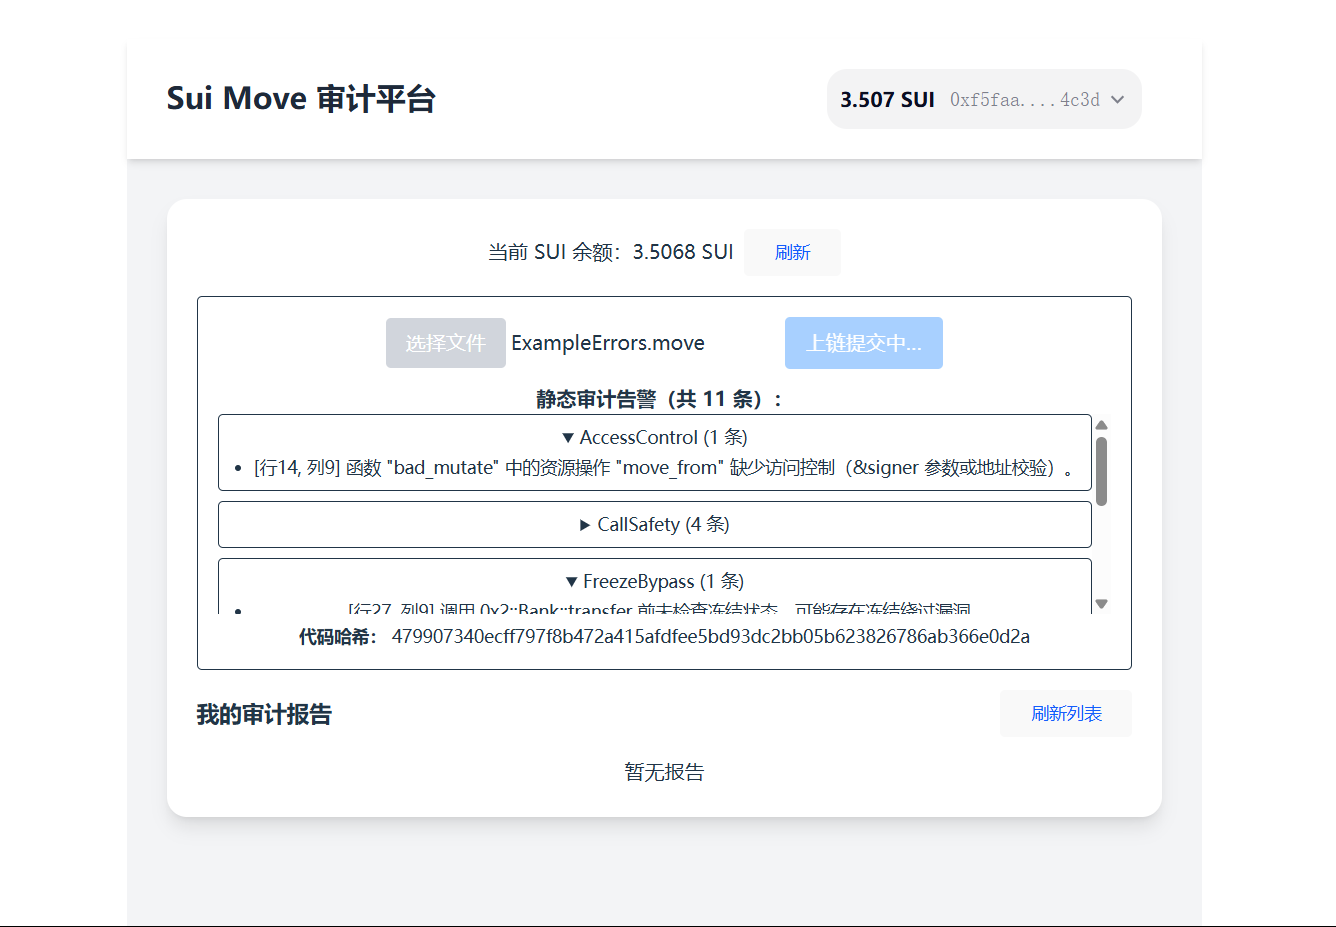 Sui Move 审计平台
3.507 SUI 0xf5faa....4c3d
当前 SUI 余额：3.5068 SUI 刷新
选择文件 ExampleErrors.move 上链提交中...
静态审计告警（共 11 条）：
▼ AccessControl (1 条)
• [行14, 列9] 函数 "bad_mutate" 中的资源操作 "move_from" 缺少访问控制（&signer 参数或地址校验）。
▶ CallSafety (4 条)
▼ FreezeBypass (1 条)
• [行27, 列9] 调用 0x2::Bank::transfer 前未检查冻结状态，可能存在冻结绕过漏洞
代码哈希： 479907340ecff797f8b472a415afdfee5bd93dc2bb05b623826786ab366e0d2a
我的审计报告 刷新列表
暂无报告